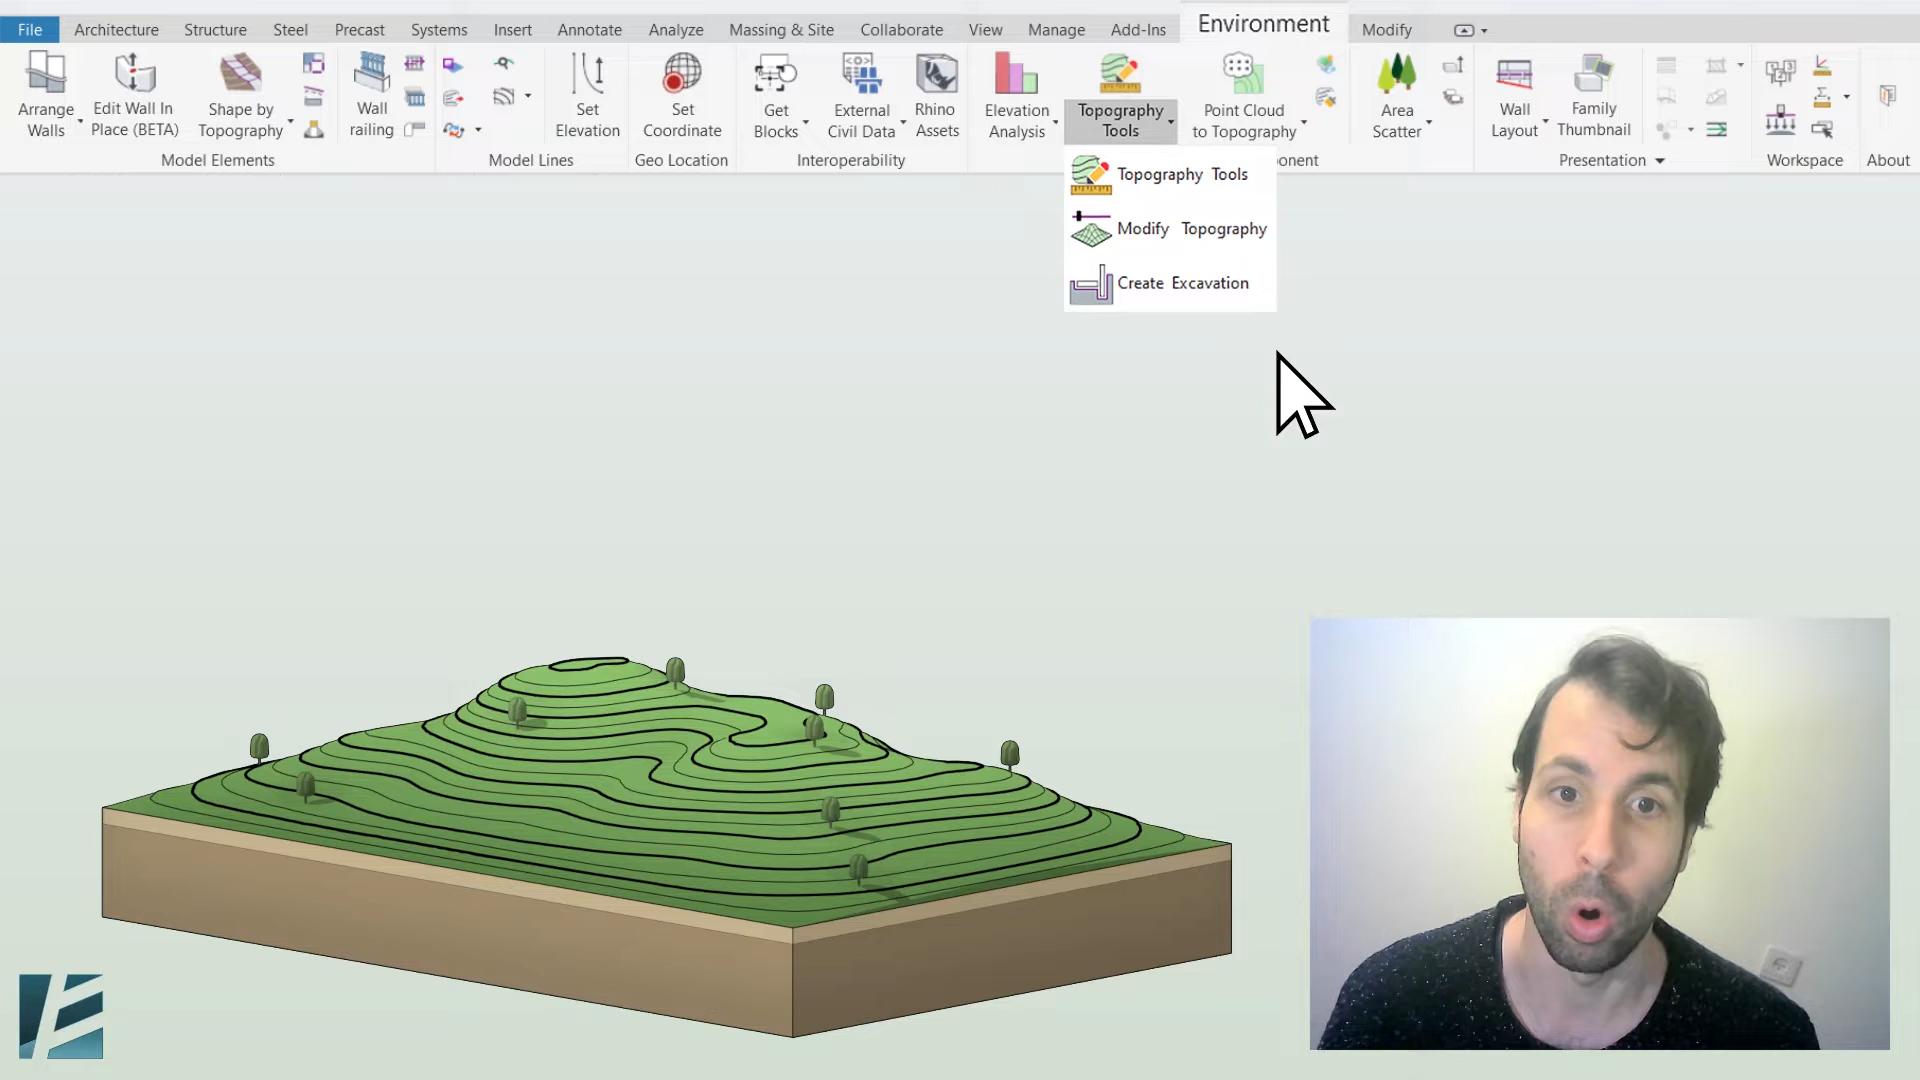 File Architecture Structure Steel Precast Systems Insert Annotate Analyze Massing & Site Collaborate View Manage Add-Ins Environment Modify
Arrange
Walls
Edit Wall In
Place (BETA)
Shape by
Topography
Wall
railing
Set
Elevation
Set
Coordinate
Get
Blocks
External
Civil Data
Rhino
Assets
Elevation
Analysis
Topography
Tools
Point Cloud
to Topography
Area
Scatter
Wall
Layout
Family
Thumbnail
Model Elements Model Lines Geo Location Interoperability onent Presentation Workspace About
Topography Tools
Modify Topography
Create Excavation